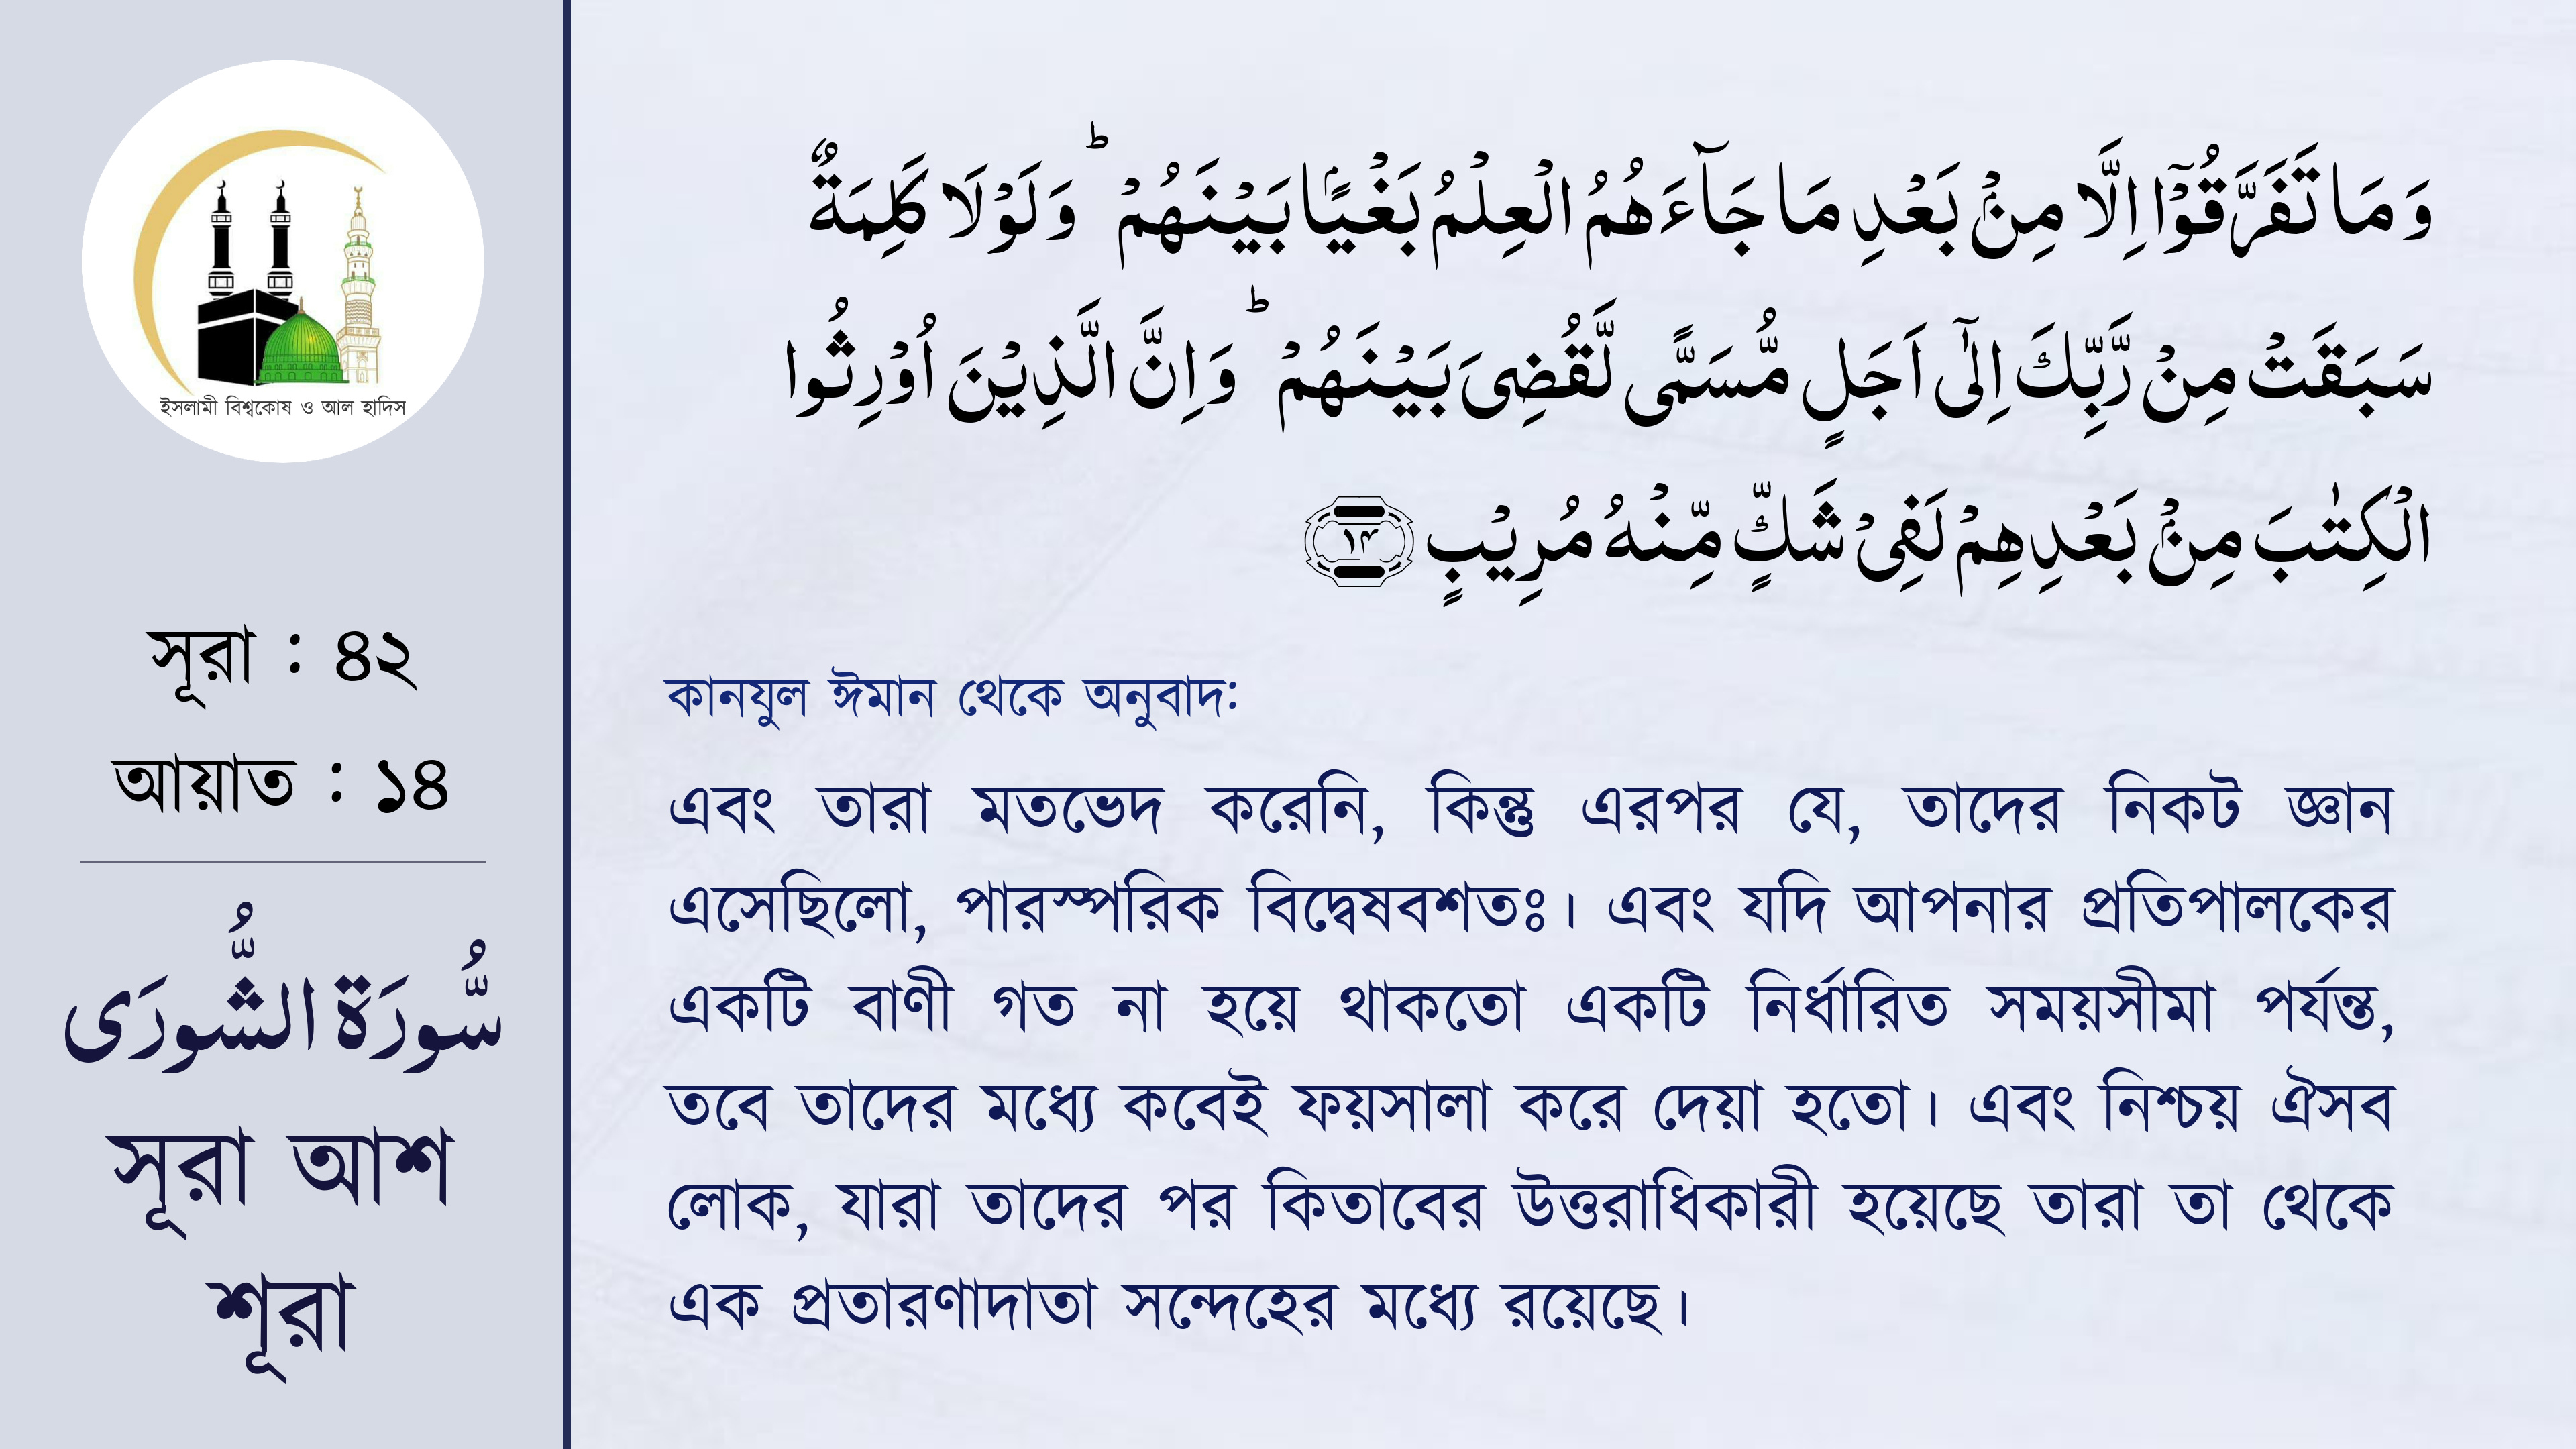 ইসলামী বিশ্বকোষ ও আল হাদিস
সূরা : ৪২
আয়াত : ১৪
سُّورَة الشُّورَى
সূরা আশ
শূরা
وَ مَا تَفَرَّقُوْۤا اِلَّا مِنْۢ بَعْدِ مَا جَآءَهُمُ الْعِلْمُ بَغْیًۢا بَیْنَهُمْ ؕ وَ لَوْلَا كَلِمَةٌ
سَبَقَتْ مِنْ رَّبِّكَ اِلٰۤى اَجَلٍ مُّسَمًّى لَّقُضِیَ بَیْنَهُمْ ؕ وَ اِنَّ الَّذِیْنَ اُوْرِثُوا
الْكِتٰبَ مِنْۢ بَعْدِهِمْ لَفِیْ شَكٍّ مِّنْهُ مُرِیْبٍ ۱۴
কানযুল ঈমান থেকে অনুবাদ:
এবং তারা মতভেদ করেনি, কিন্তু এরপর যে, তাদের নিকট জ্ঞান
এসেছিলো, পারস্পরিক বিদ্বেষবশতঃ। এবং যদি আপনার প্রতিপালকের
একটি বাণী গত না হয়ে থাকতো একটি নির্ধারিত সময়সীমা পর্যন্ত,
তবে তাদের মধ্যে কবেই ফয়সালা করে দেয়া হতো। এবং নিশ্চয় ঐসব
লোক, যারা তাদের পর কিতাবের উত্তরাধিকারী হয়েছে তারা তা থেকে
এক প্রতারণাদাতা সন্দেহের মধ্যে রয়েছে।